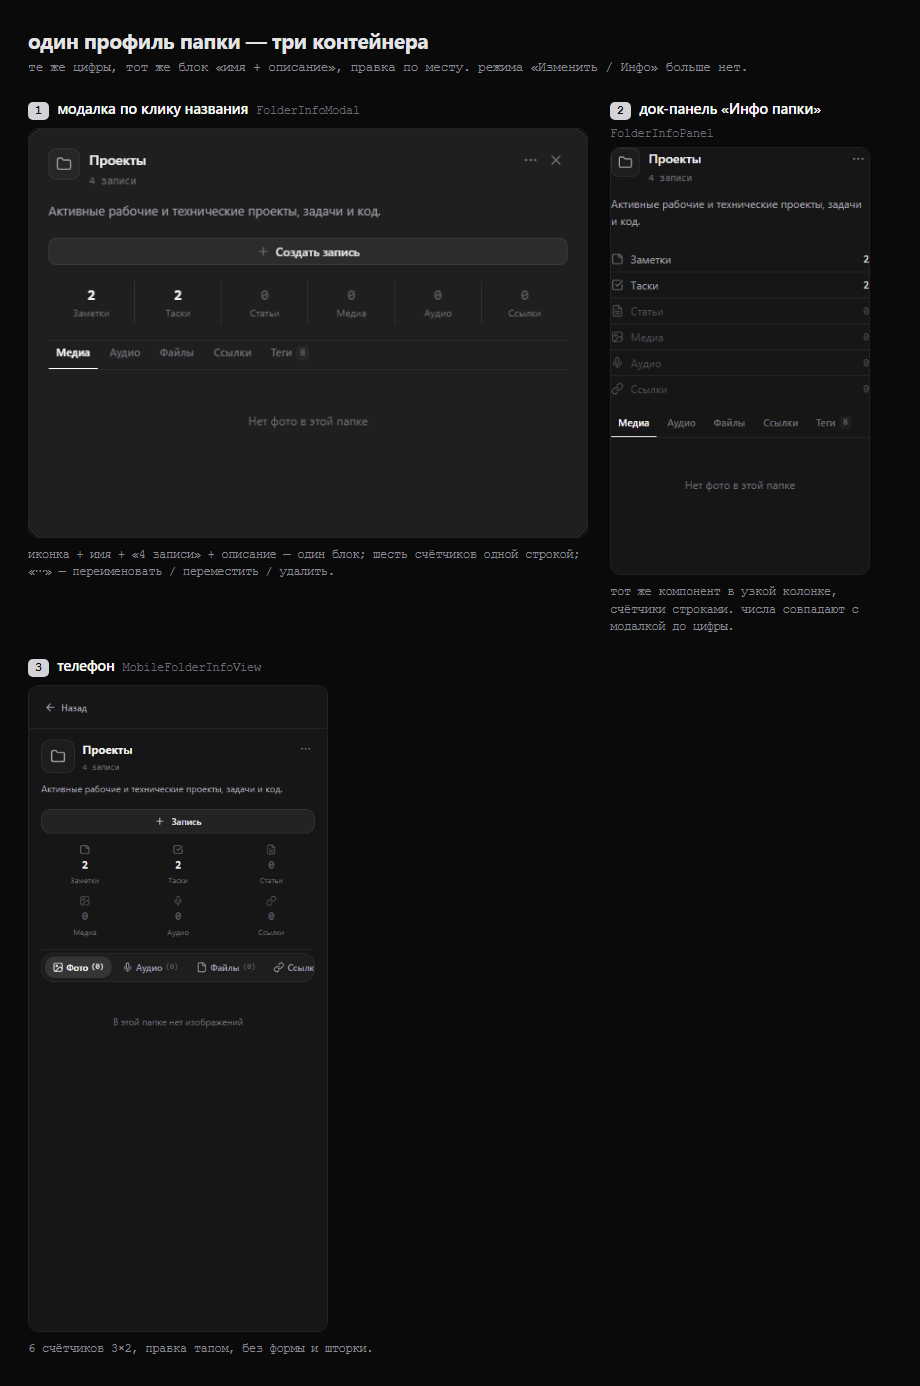 один профиль папки — три контейнера
те же цифры, тот же блок «имя + описание», правка по месту. режима «Изменить / Инфо» больше нет.
1 модалка по клику названия FolderInfoModal
Проекты
4 записи
Активные рабочие и технические проекты, задачи и код.
+ Создать запись
2 2 0 0 0 0
Заметки Таски Статьи Медиа Аудио Ссылки
Медиа Аудио Файлы Ссылки Теги 8
Нет фото в этой папке
иконка + имя + «4 записи» + описание — один блок; шесть счётчиков одной строкой;
«⋯» — переименовать / переместить / удалить.
2 док-панель «Инфо папки»
FolderInfoPanel
Проекты
4 записи
Активные рабочие и технические проекты, задачи
и код.
Заметки 2
Таски 2
Статьи 0
Медиа 0
Аудио 0
Ссылки 0
Медиа Аудио Файлы Ссылки Теги 8
Нет фото в этой папке
тот же компонент в узкой колонке,
счётчики строками. числа совпадают с
модалкой до цифры.
3 телефон MobileFolderInfoView
← Назад
Проекты
4 записи
Активные рабочие и технические проекты, задачи и код.
+ Запись
2 2 0
Заметки Таски Статьи
0 0 0
Медиа Аудио Ссылки
Фото (0) Аудио (0) Файлы (0) Ссылк
В этой папке нет изображений
6 счётчиков 3×2, правка тапом, без формы и шторки.